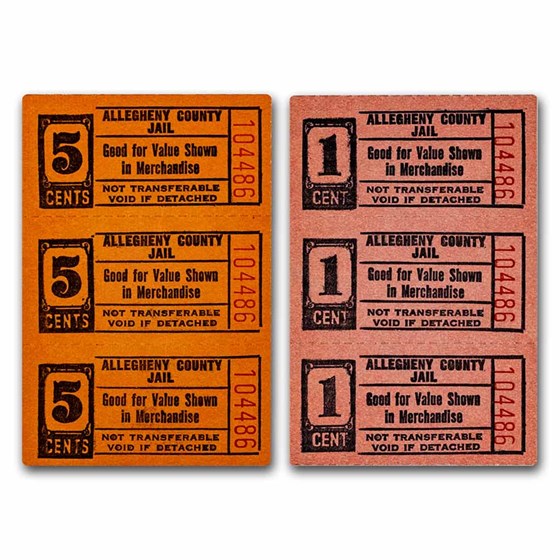 5
CENTS
ALLEGHENY COUNTY
JAIL
Good for Value Shown
in Merchandise
NOT TRANSFERABLE
VOID IF DETACHED
104486
5
CENTS
ALLEGHENY COUNTY
JAIL
Good for Value Shown
in Merchandise
NOT TRANSFERABLE
VOID IF DETACHED
104486
5
CENTS
ALLEGHENY COUNTY
JAIL
Good for Value Shown
in Merchandise
NOT TRANSFERABLE
VOID IF DETACHED
104486
1
CENT
ALLEGHENY COUNTY
JAIL
Good for Value Shown
in Merchandise
NOT TRANSFERABLE
VOID IF DETACHED
104486
1
CENT
ALLEGHENY COUNTY
JAIL
Good for Value Shown
in Merchandise
NOT TRANSFERABLE
VOID IF DETACHED
104486
1
CENT
ALLEGHENY COUNTY
JAIL
Good for Value Shown
in Merchandise
NOT TRANSFERABLE
VOID IF DETACHED
104486